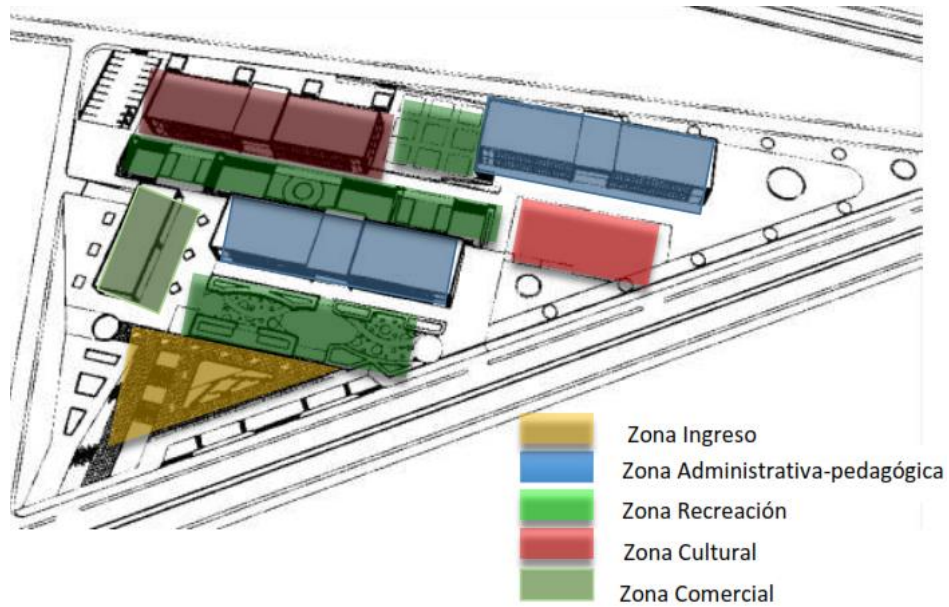 Zona Ingreso
Zona Administrativa-pedagógica
Zona Recreación
Zona Cultural
Zona Comercial